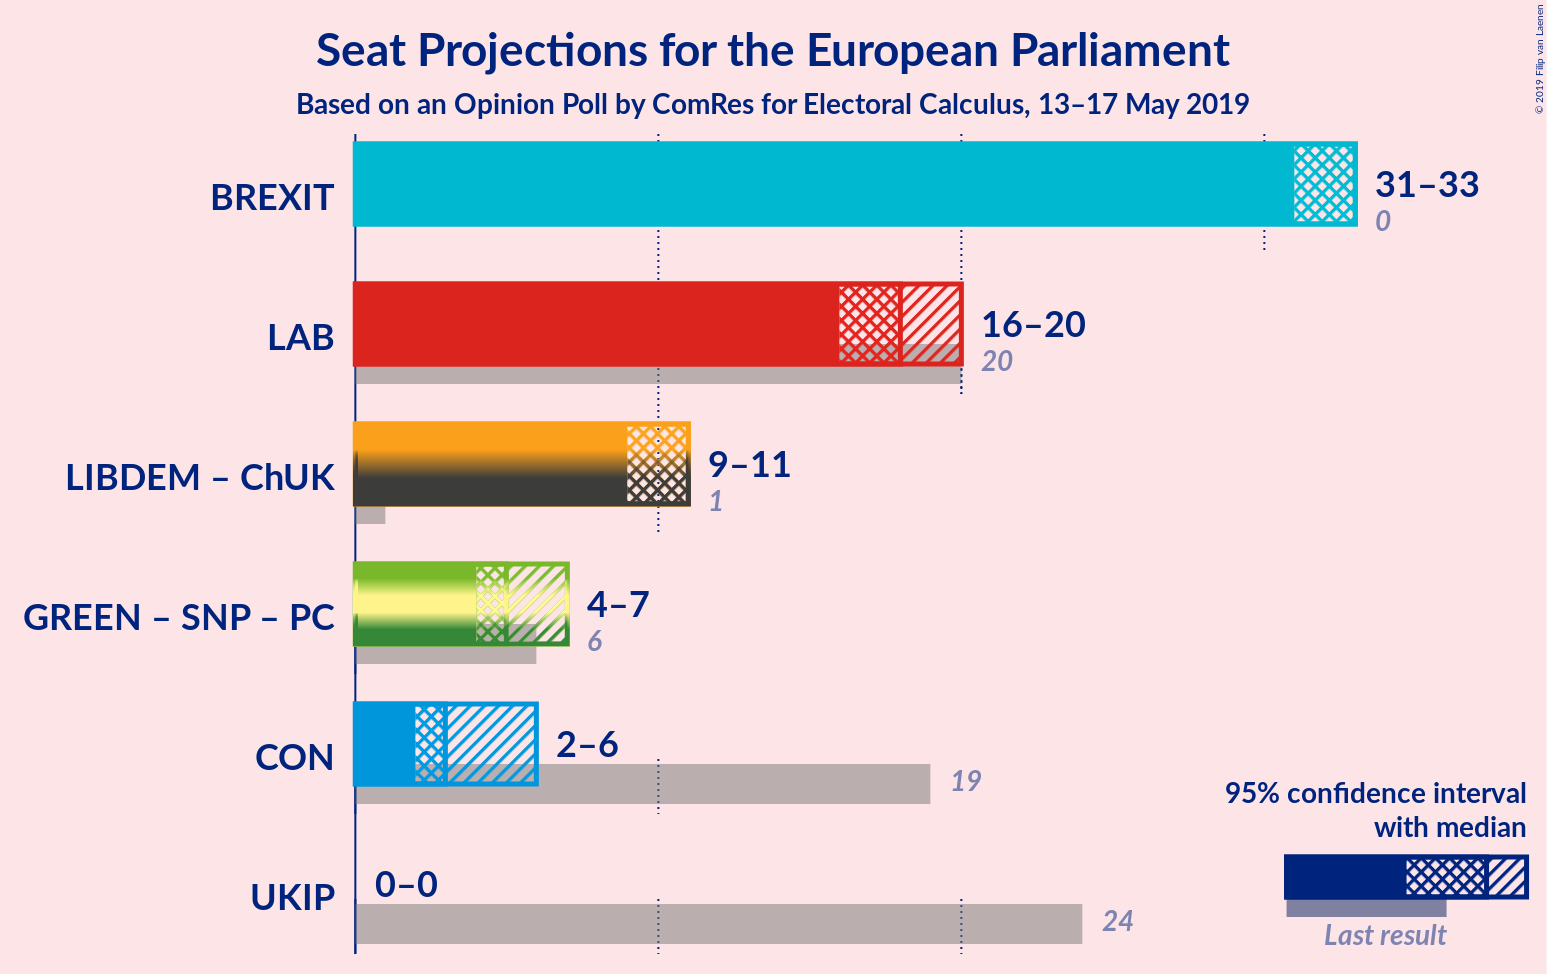 Seat Projections for the European Parliament
Based on an Opinion Poll by ComRes for Electoral Calculus, 13–17 May 2019
© 2019 Filip van Laenen
BREXIT
31–33
0
LAB
16–20
20
LIBDEM – ChUK
9–11
1
GREEN – SNP – PC
4–7
6
CON
2–6
19
UKIP
0–0
24
95% confidence interval
with median
Last result